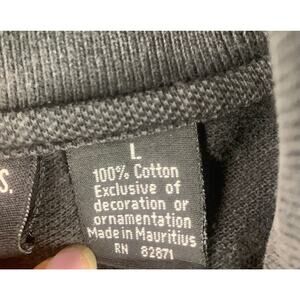 S.
L
100% Cotton
Exclusive of
decoration or
ornamentation
Made in Mauritius
RN 82871